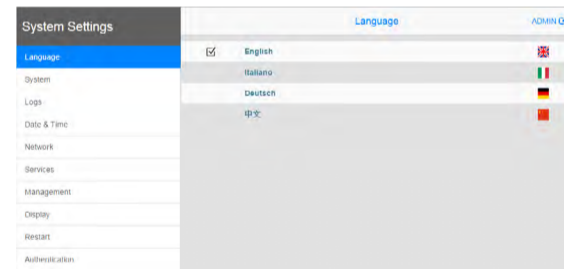 System Settings
Language
System
Logs
Date & Time
Network
Services
Management
Display
Restart
Authentication
Language
ADMIN
English
Italiano
Deutsch
中文